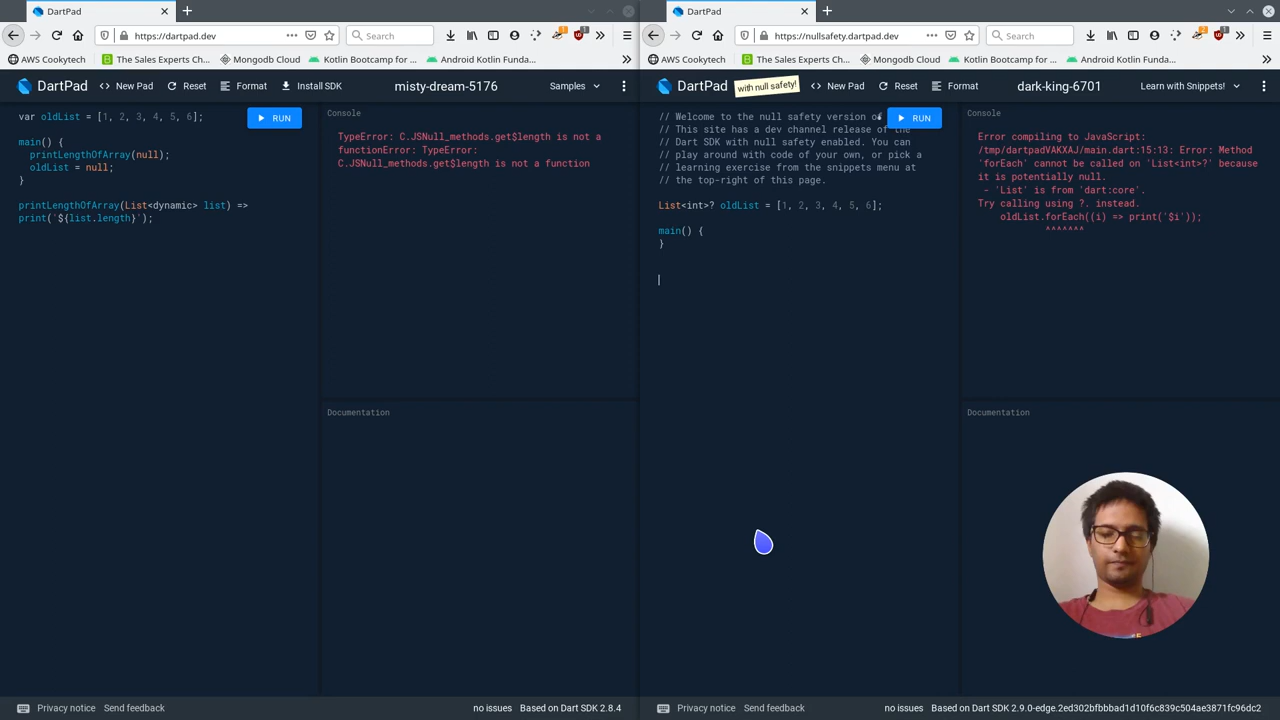 DartPad
https://dartpad.dev
Search
AWS Cookytech
The Sales Experts Ch...
Mongodb Cloud
Kotlin Bootcamp for ...
Android Kotlin Funda...
DartPad
New Pad
Reset
Format
Install SDK
misty-dream-5176
Samples
var oldList = [1, 2, 3, 4, 5, 6];
main() {
printLengthOfArray(null);
oldList = null;
}
printLengthOfArray(List<dynamic> list) =>
print('${list.length}');
RUN
Console
TypeError: C.JSNull_methods.get$length is not a
functionError: TypeError:
C.JSNull_methods.get$length is not a function
Documentation
Privacy notice
Send feedback
no issues
Based on Dart SDK 2.8.4
DartPad
https://nullsafety.dartpad.dev
Search
AWS Cookytech
The Sales Experts Ch...
Mongodb Cloud
Kotlin Bootcamp for ...
Android Kotlin Funda...
DartPad
with null safety!
New Pad
Reset
Format
dark-king-6701
Learn with Snippets!
// Welcome to the null safety version of
// This site has a dev channel release of the
// Dart SDK with null safety enabled. You can
// play around with code of your own, or pick a
// learning exercise from the snippets menu at
// the top-right of this page.
List<int>? oldList = [1, 2, 3, 4, 5, 6];
main() {
}
RUN
Console
Error compiling to JavaScript:
/tmp/dartpadVAKXAJ/main.dart:15:13: Error: Method
'forEach' cannot be called on 'List<int>?' because
it is potentially null.
- 'List' is from 'dart:core'.
Try calling using ?. instead.
oldList.forEach((i) => print('$i'));
^^^^^^^
Documentation
Privacy notice
Send feedback
no issues
Based on Dart SDK 2.9.0-edge.2ed302bfbbbad1d10f6c839c504ae3871fc96dc2